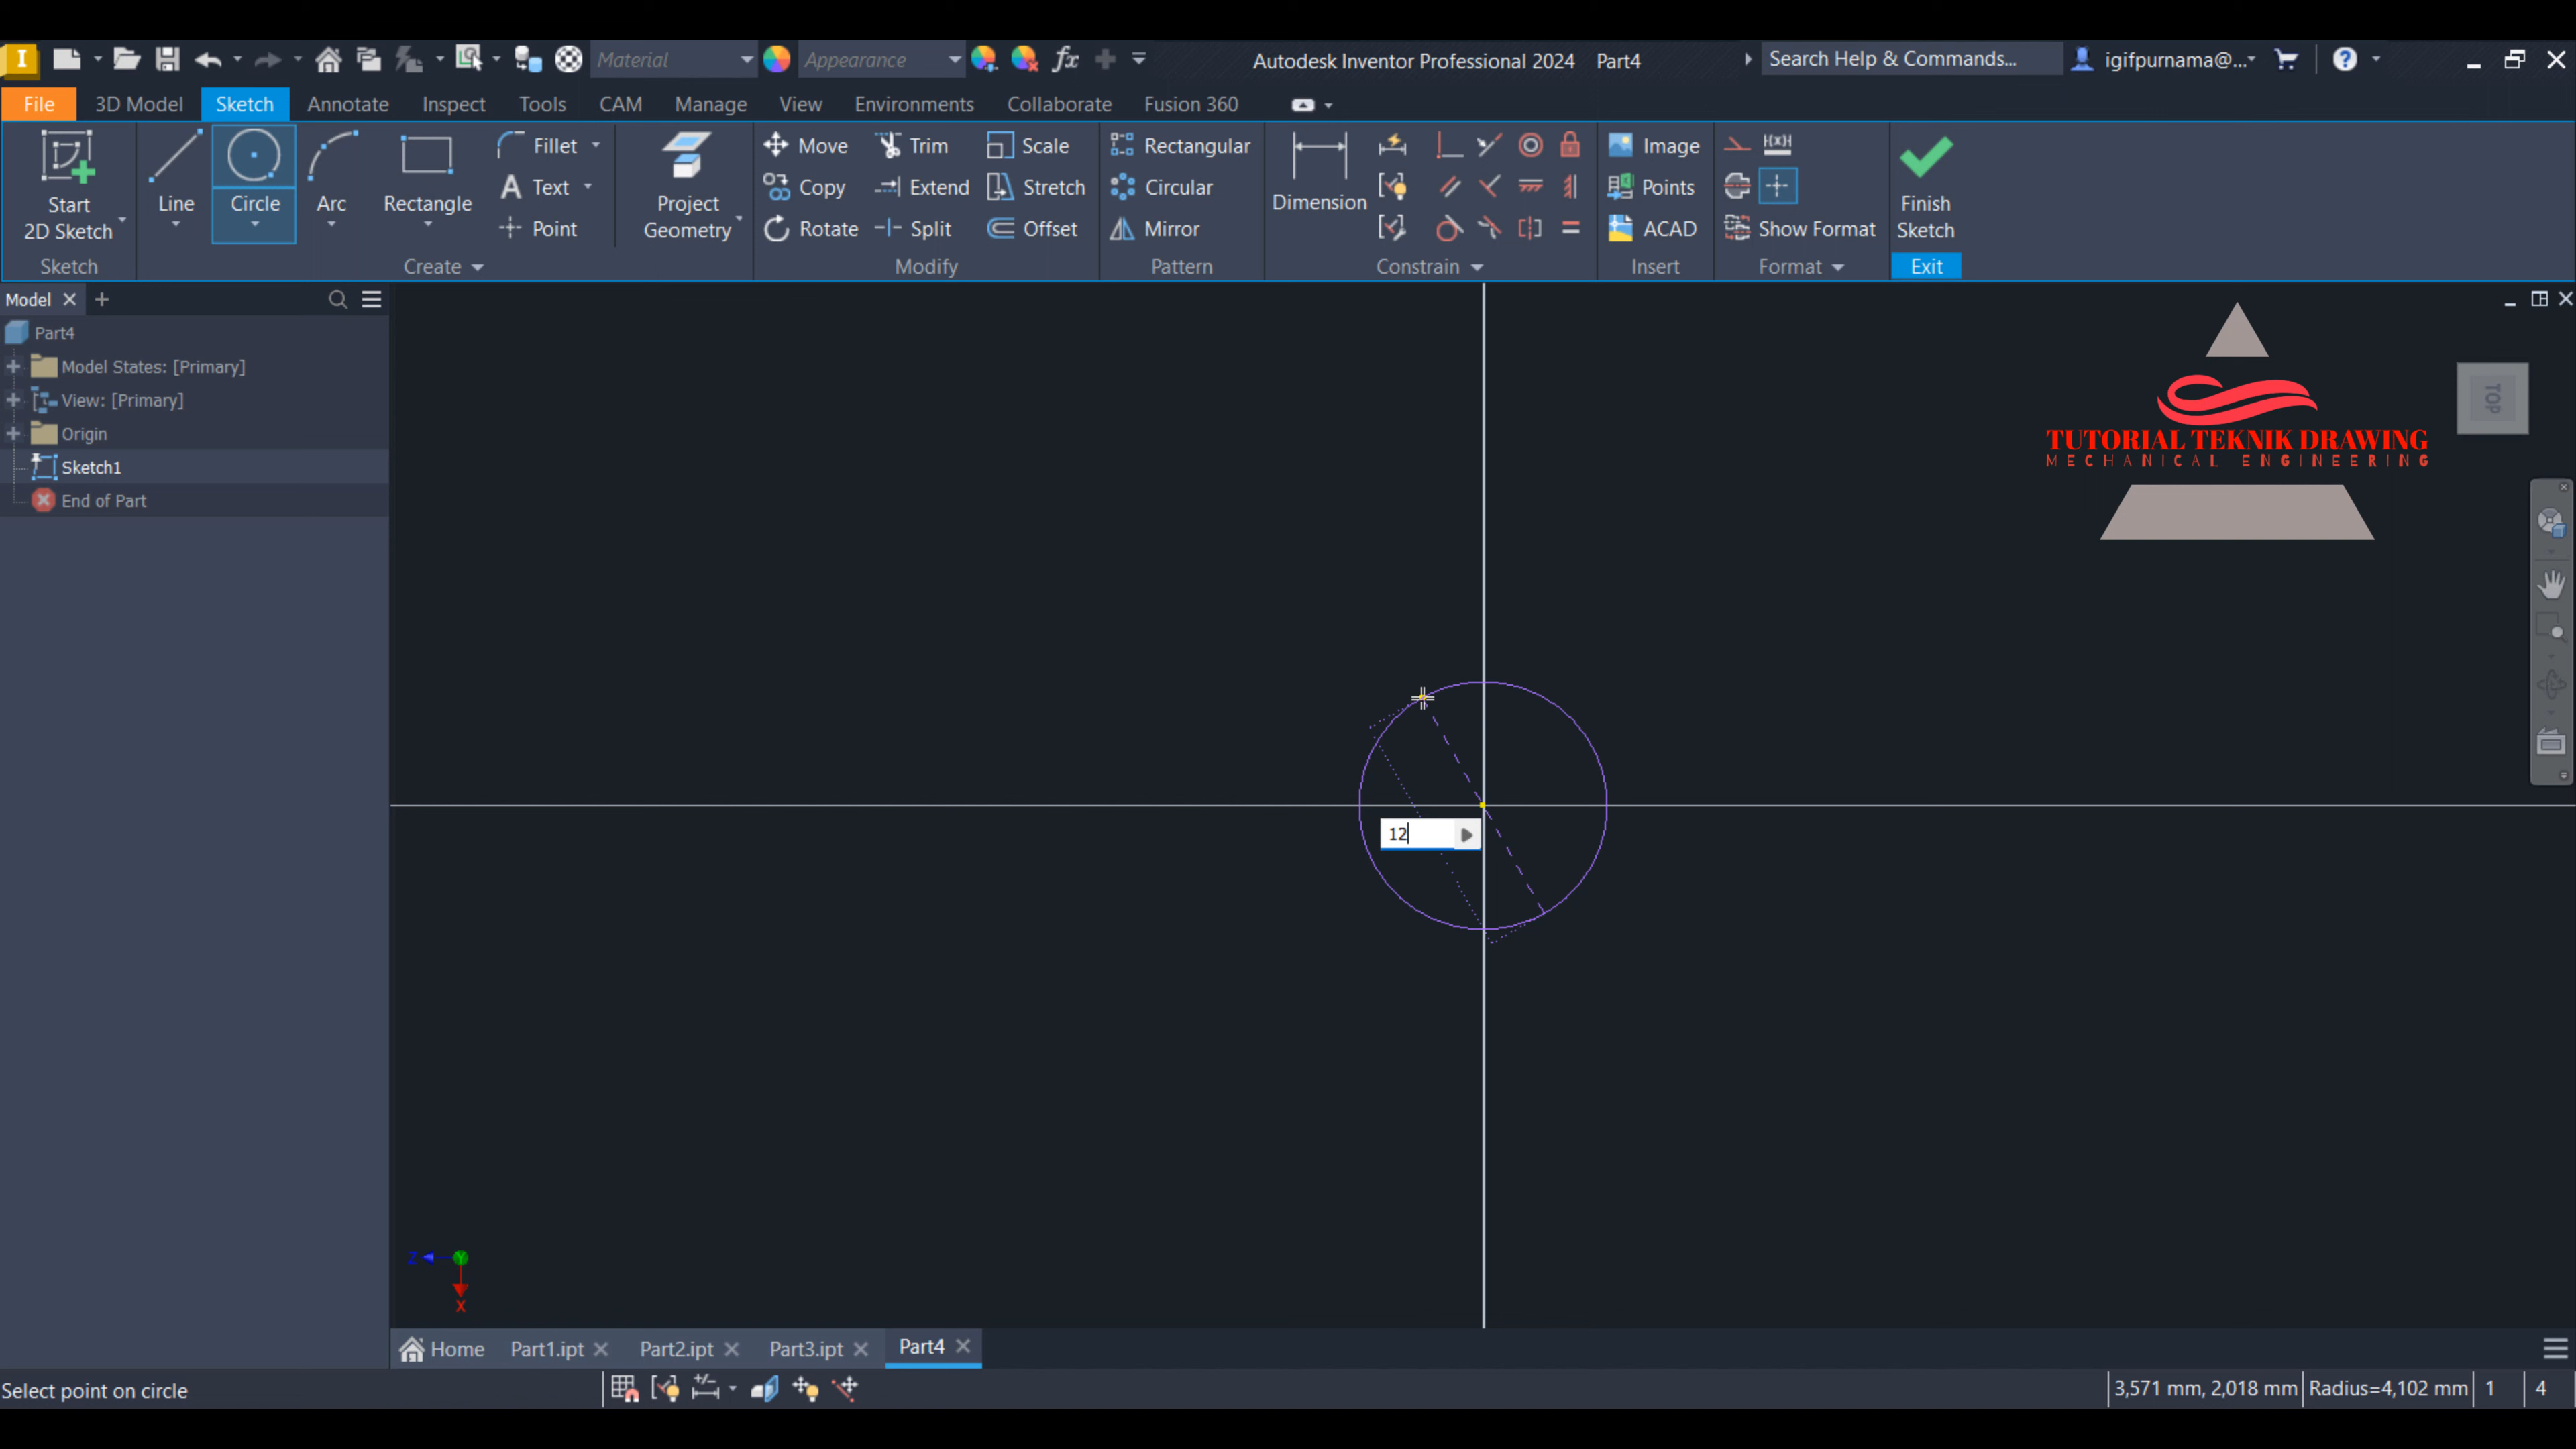 Material
Appearance
fx
Autodesk Inventor Professional 2024 Part4
Search Help & Commands...
igifpurnama@...
File 3D Model Sketch Annotate Inspect Tools CAM Manage View Environments Collaborate Fusion 360
Start 2D Sketch
Line
Circle
Arc
Rectangle
Fillet
Text
Point
Project Geometry
Move
Copy
Rotate
Trim
Extend
Split
Scale
Stretch
Offset
Rectangular
Circular
Mirror
Dimension
Image
Points
ACAD
Show Format
Finish Sketch
Sketch Create Modify Pattern Constrain Insert Format Exit
Model
Part4
Model States: [Primary]
View: [Primary]
Origin
Sketch1
End of Part
TUTORIAL TEKNIK DRAWING
MECHANICAL ENGINEERING
TOP
12
Z
Y
X
Home Part1.ipt Part2.ipt Part3.ipt Part4
Select point on circle
3,571 mm, 2,018 mm Radius=4,102 mm 1 4